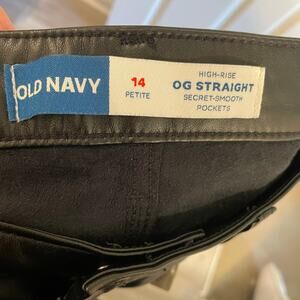 OLD NAVY
14
PETITE
HIGH-RISE
OG STRAIGHT
SECRET-SMOOTH
POCKETS